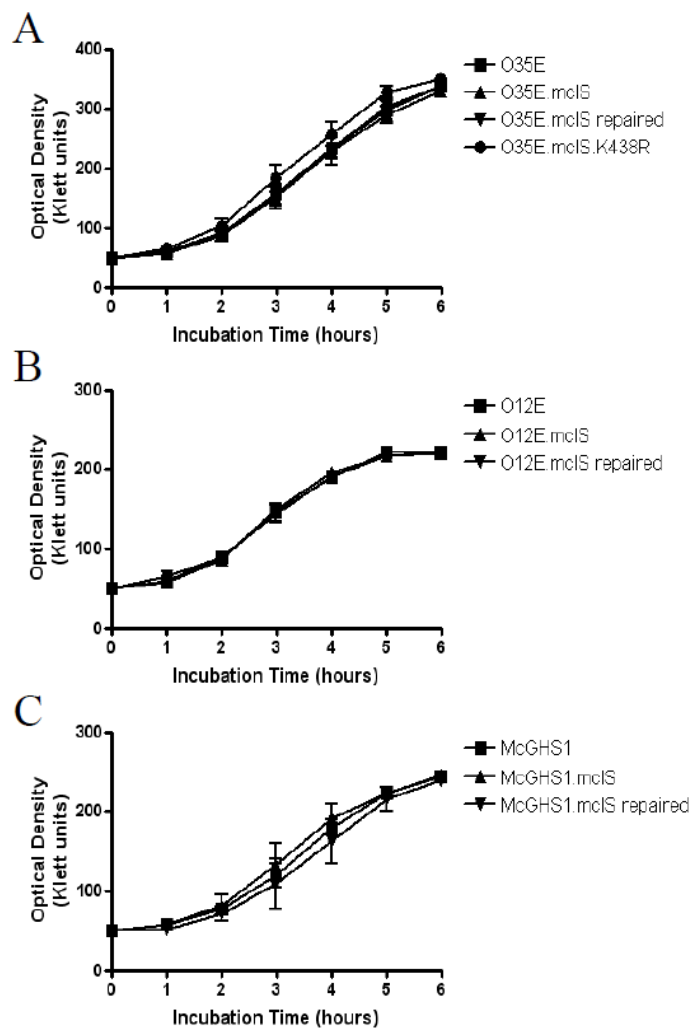 A
400
300
200
100
0
Optical Density
(Klett units)
0 1 2 3 4 5 6
Incubation Time (hours)
O35E
O35E.mclS
O35E.mclS repaired
O35E.mclS.K438R
B
300
200
100
0
Optical Density
(Klett units)
0 1 2 3 4 5 6
Incubation Time (hours)
O12E
O12E.mclS
O12E.mclS repaired
C
300
200
100
0
Optical Density
(Klett units)
0 1 2 3 4 5 6
Incubation Time (hours)
McGHS1
McGHS1.mclS
McGHS1.mclS repaired